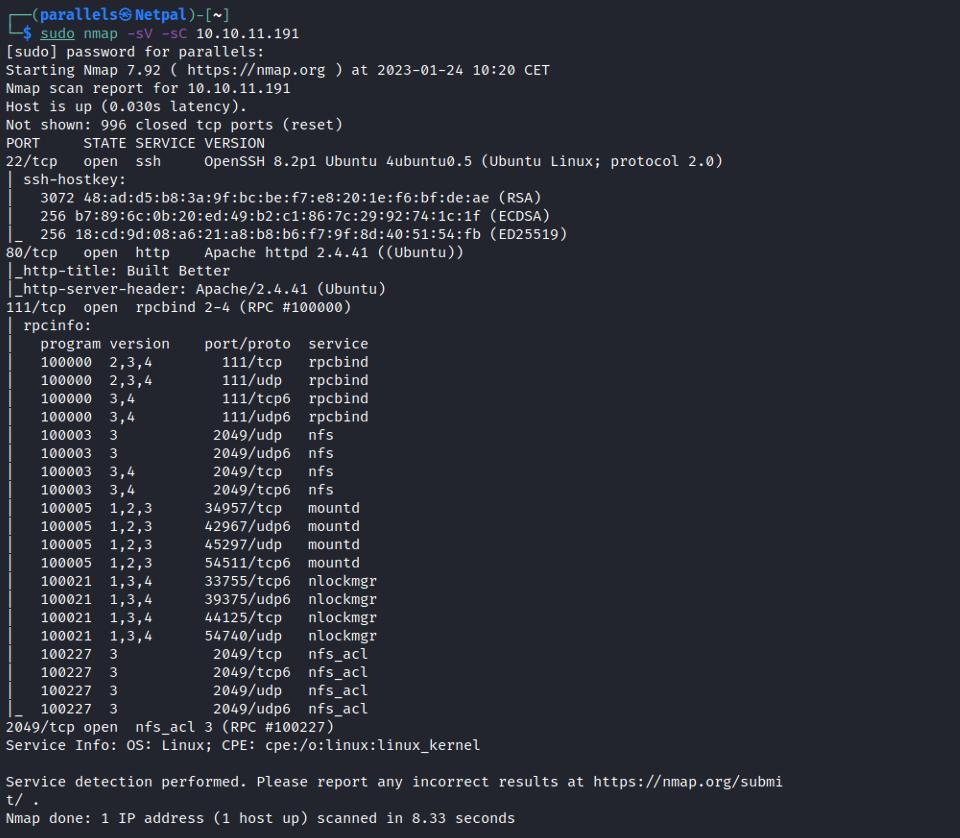 ┌──(parallels㉿Netpal)-[~]
└─$ sudo nmap -sV -sC 10.10.11.191
[sudo] password for parallels:
Starting Nmap 7.92 ( https://nmap.org ) at 2023-01-24 10:20 CET
Nmap scan report for 10.10.11.191
Host is up (0.030s latency).
Not shown: 996 closed tcp ports (reset)
PORT     STATE SERVICE VERSION
22/tcp   open  ssh     OpenSSH 8.2p1 Ubuntu 4ubuntu0.5 (Ubuntu Linux; protocol 2.0)
| ssh-hostkey:
|   3072 48:ad:d5:b8:3a:9f:bc:be:f7:e8:20:1e:f6:bf:de:ae (RSA)
|   256 b7:89:6c:0b:20:ed:49:b2:c1:86:7c:29:92:74:1c:1f (ECDSA)
|_  256 18:cd:9d:08:a6:21:a8:b8:b6:f7:9f:8d:40:51:54:fb (ED25519)
80/tcp   open  http    Apache httpd 2.4.41 ((Ubuntu))
|_http-title: Built Better
|_http-server-header: Apache/2.4.41 (Ubuntu)
111/tcp  open  rpcbind 2-4 (RPC #100000)
| rpcinfo:
|   program version    port/proto  service
|   100000  2,3,4        111/tcp   rpcbind
|   100000  2,3,4        111/udp   rpcbind
|   100000  3,4          111/tcp6  rpcbind
|   100000  3,4          111/udp6  rpcbind
|   100003  3           2049/udp   nfs
|   100003  3           2049/udp6  nfs
|   100003  3,4         2049/tcp   nfs
|   100003  3,4         2049/tcp6  nfs
|   100005  1,2,3      34957/tcp   mountd
|   100005  1,2,3      42967/udp6  mountd
|   100005  1,2,3      45297/udp   mountd
|   100005  1,2,3      54511/tcp6  mountd
|   100021  1,3,4      33755/tcp6  nlockmgr
|   100021  1,3,4      39375/udp6  nlockmgr
|   100021  1,3,4      44125/tcp   nlockmgr
|   100021  1,3,4      54740/udp   nlockmgr
|   100227  3           2049/tcp   nfs_acl
|   100227  3           2049/tcp6  nfs_acl
|   100227  3           2049/udp   nfs_acl
|_  100227  3           2049/udp6  nfs_acl
2049/tcp open  nfs_acl 3 (RPC #100227)
Service Info: OS: Linux; CPE: cpe:/o:linux:linux_kernel
Service detection performed. Please report any incorrect results at https://nmap.org/submi
t/ .
Nmap done: 1 IP address (1 host up) scanned in 8.33 seconds